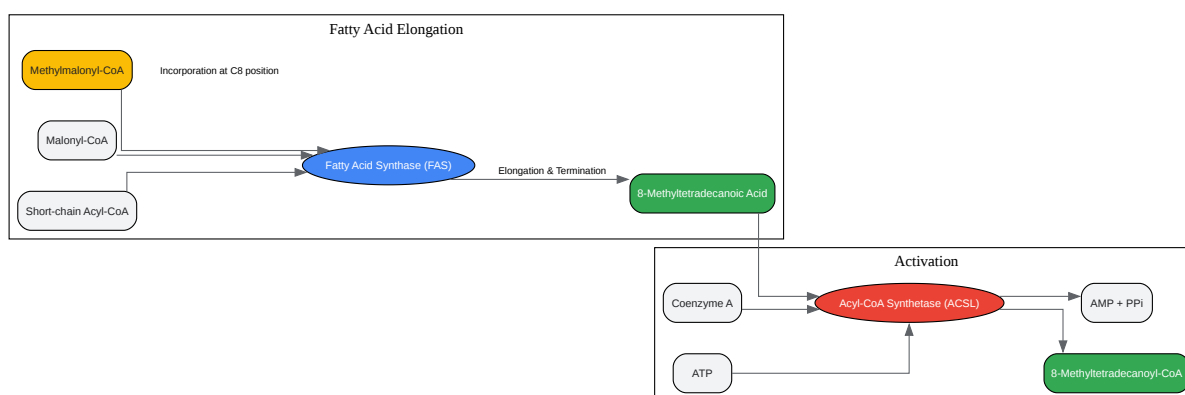 Fatty Acid Elongation
Methylmalonyl-CoA
Incorporation at C8 position
Malonyl-CoA
Fatty Acid Synthase (FAS)
Elongation & Termination
8-Methyltetradecanoic Acid
Short-chain Acyl-CoA
Activation
Coenzyme A
Acyl-CoA Synthetase (ACSL)
AMP + PPi
ATP
8-Methyltetradecanoyl-CoA